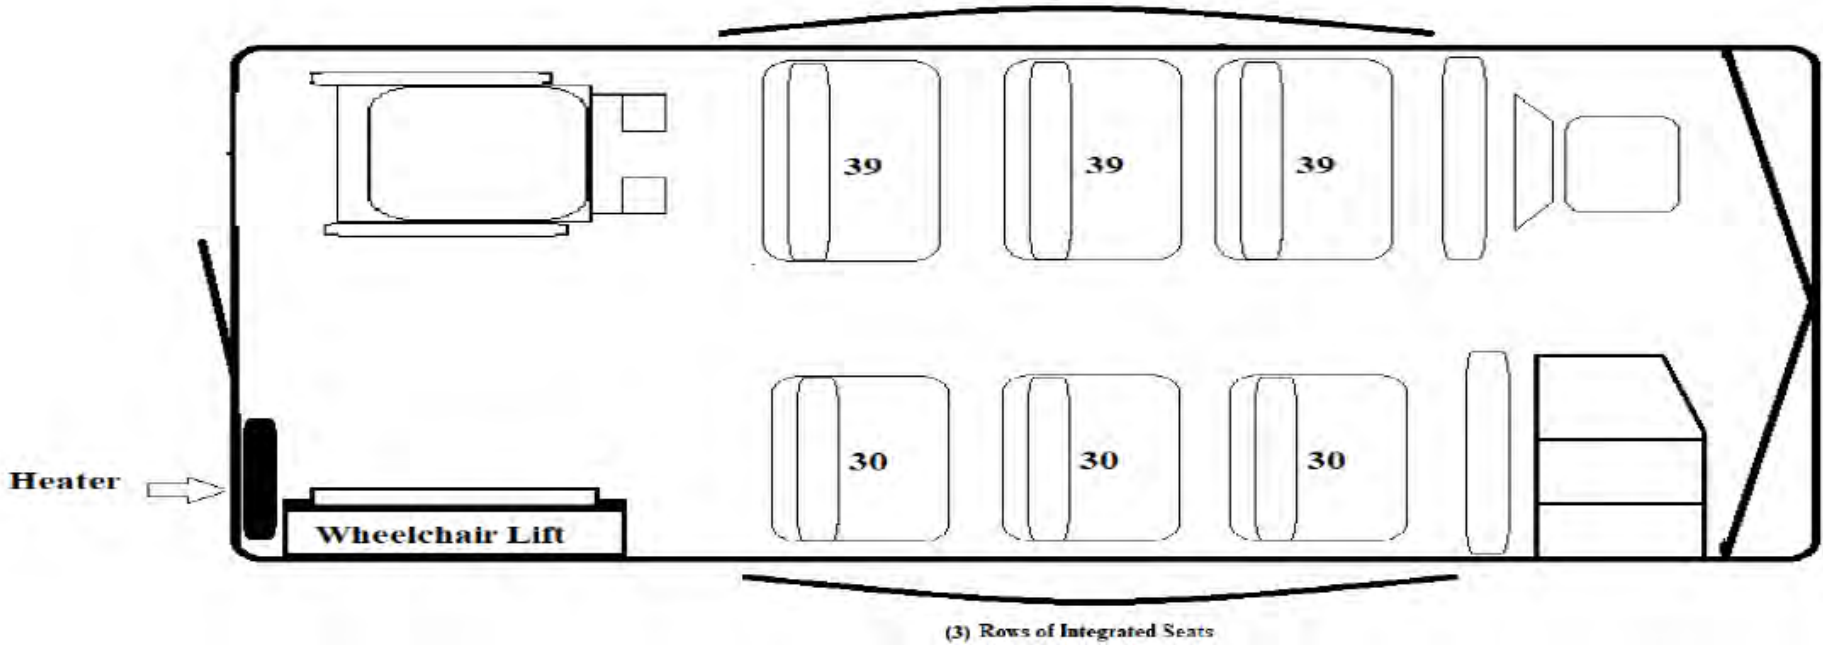 39 39 39
30 30 30
Heater
Wheelchair Lift
(3) Rows of Integrated Seats